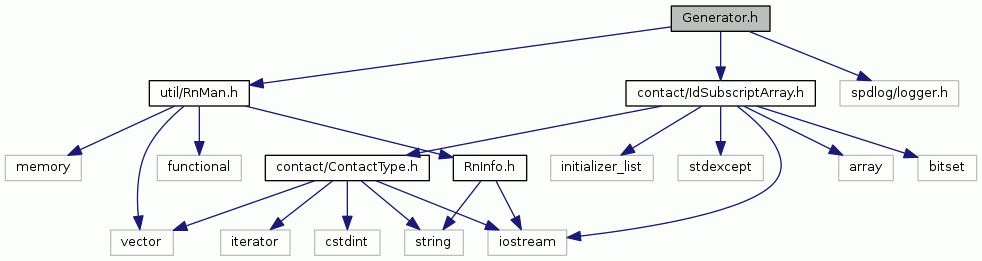 Generator.h
util/RnMan.h
contact/IdSubscriptArray.h
spdlog/logger.h
memory
functional
contact/ContactType.h
RnInfo.h
initializer_list
stdexcept
array
bitset
vector
iterator
cstdint
string
iostream